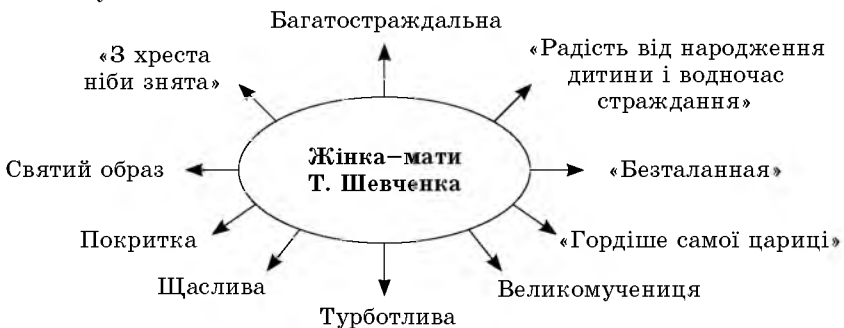 Багатостраждальна
«З хреста
ніби знята»
«Радість від народження
дитини і водночас
страждання»
Святий образ
Жінка–мати
Т. Шевченка
«Безталанная»
Покритка
«Гордіше самої цариці»
Щаслива
Великомучениця
Турботлива